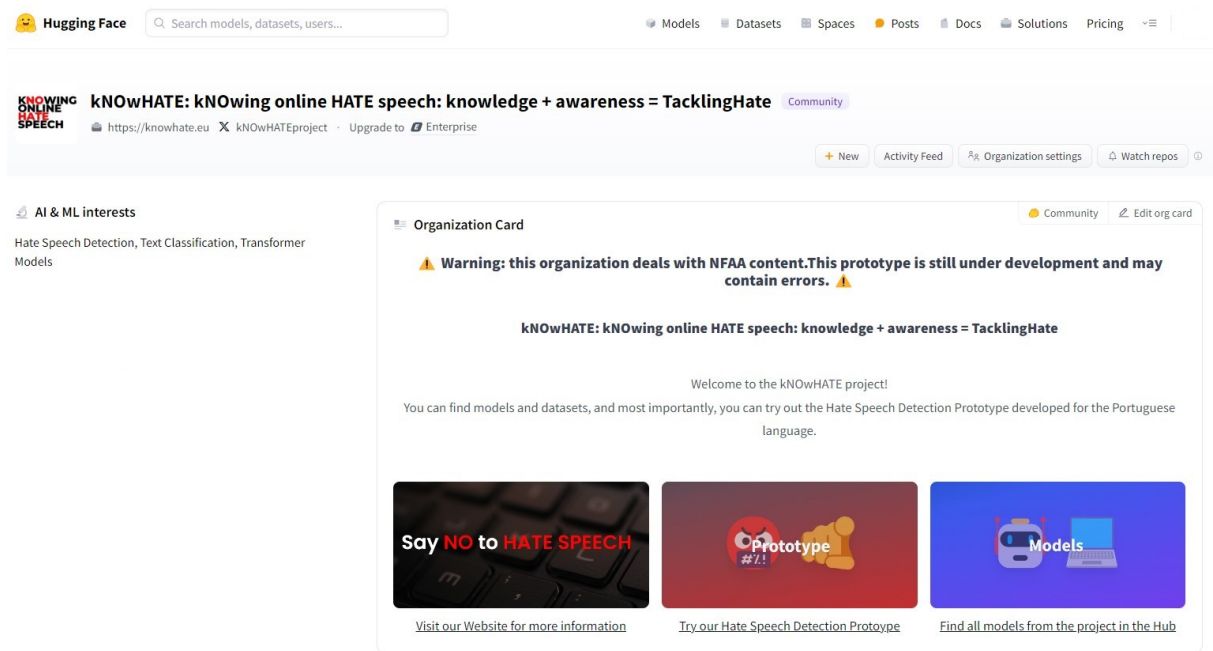 Hugging Face
Search models, datasets, users...
Models
Datasets
Spaces
Posts
Docs
Solutions
Pricing
KNOWING
ONLINE
HATE
SPEECH
kNOwHATE: kNOwing online HATE speech: knowledge + awareness = TacklingHate
Community
https://knowhate.eu
kNOwHATEproject · Upgrade to Enterprise
+ New
Activity Feed
Organization settings
Watch repos
AI & ML interests
Hate Speech Detection, Text Classification, Transformer
Models
Organization Card
Community
Edit org card
Warning: this organization deals with NFAA content.This prototype is still under development and may
contain errors.
kNOwHATE: kNOwing online HATE speech: knowledge + awareness = TacklingHate
Welcome to the kNOwHATE project!
You can find models and datasets, and most importantly, you can try out the Hate Speech Detection Prototype developed for the Portuguese
language.
Say NO to HATE SPEECH
Prototype
#%!
Models
Visit our Website for more information
Try our Hate Speech Detection Protoype
Find all models from the project in the Hub